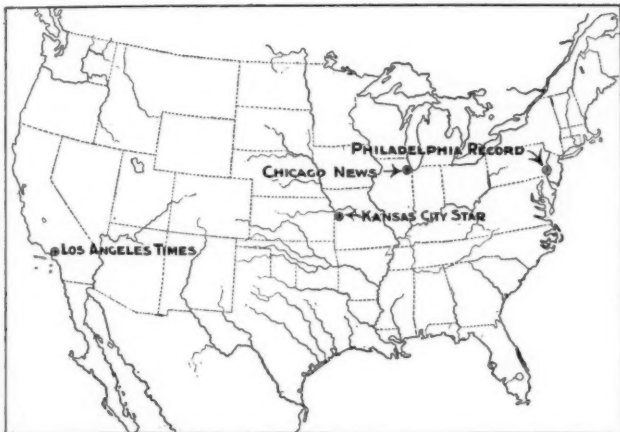 PHILADELPHIA RECORD
CHICAGO NEWS
KANSAS CITY STAR
LOS ANGELES TIMES